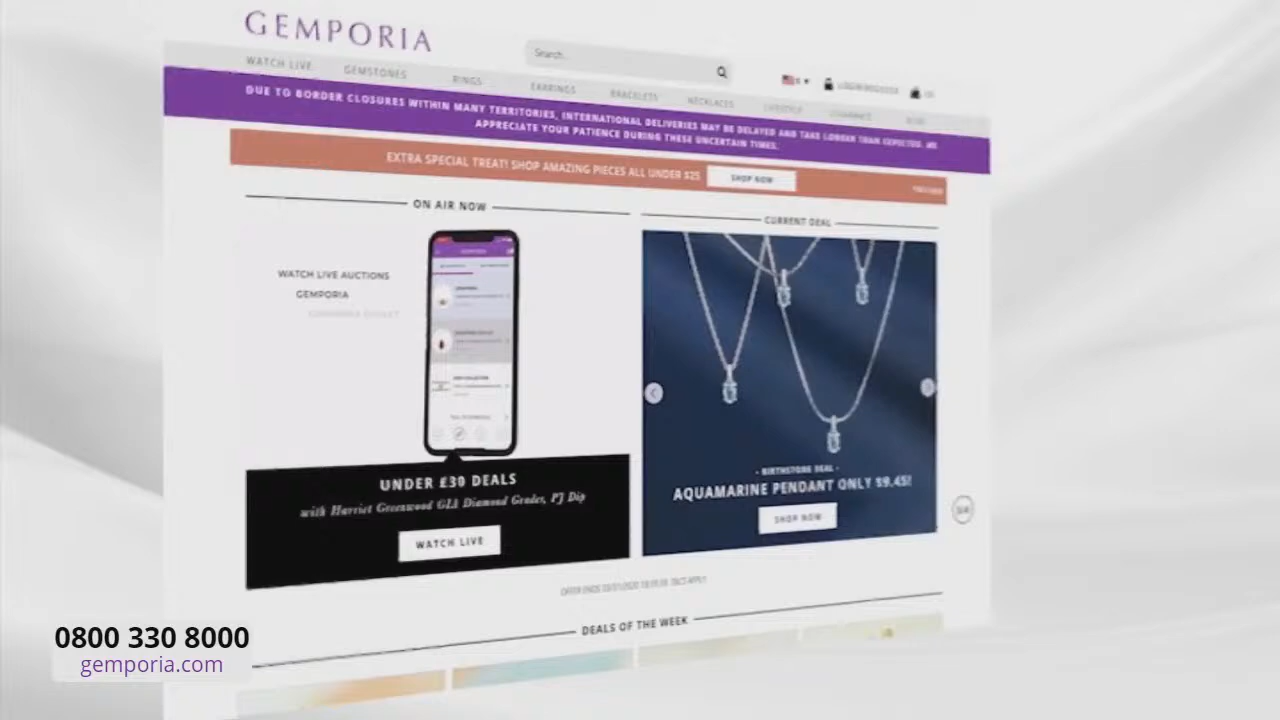 GEMPORIA
Search...
WATCH LIVE GEMSTONES RINGS EARRINGS BRACELETS NECKLACES LIFESTYLE CLEARANCE
DUE TO BORDER CLOSURES WITHIN MANY TERRITORIES, INTERNATIONAL DELIVERIES MAY BE DELAYED AND TAKE LONGER THAN EXPECTED. WE
APPRECIATE YOUR PATIENCE DURING THESE UNCERTAIN TIMES.
EXTRA SPECIAL TREAT! SHOP AMAZING PIECES ALL UNDER $25 SHOP NOW
ON AIR NOW
CURRENT DEAL
WATCH LIVE AUCTIONS
GEMPORIA
UNDER £30 DEALS
with Harriet Greenwood GIA Diamond Grader, PJ Dip
WATCH LIVE
- BIRTHSTONE DEAL -
AQUAMARINE PENDANT ONLY $9.45!
SHOP NOW
DEALS OF THE WEEK
0800 330 8000
gemporia.com